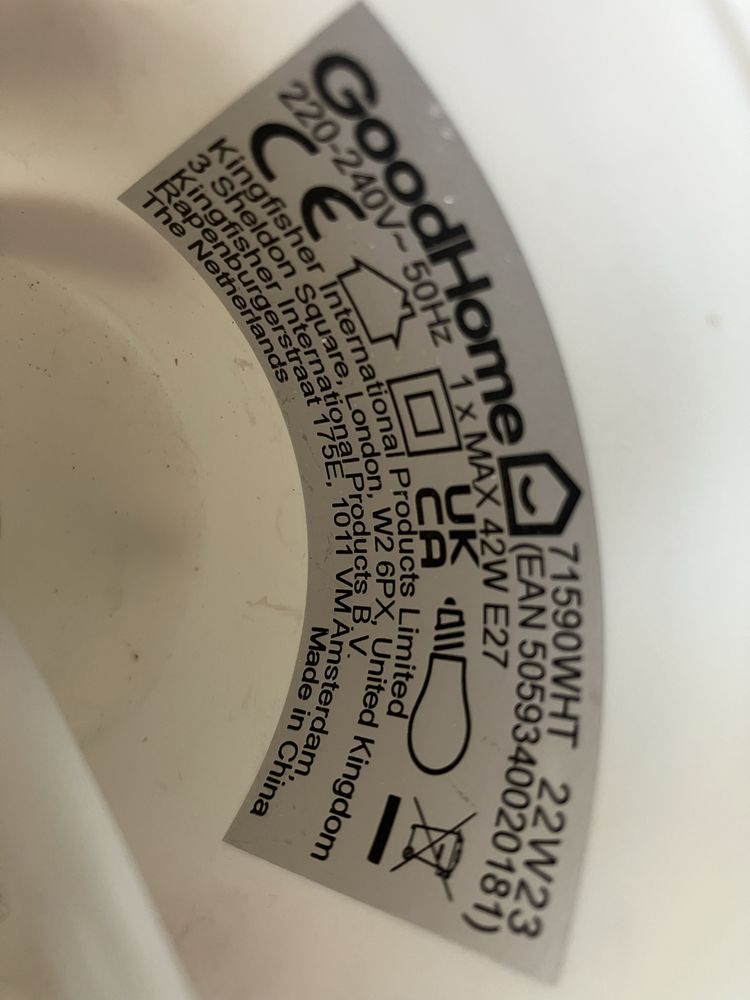 GoodHome 71590WHT 22W23
(EAN 5059340020181)
220-240V~ 50Hz 1 x MAX 42W E27
CE UK CA
Kingfisher International Products Limited
3 Sheldon Square, London, W2 6PX, United Kingdom
Kingfisher International Products B.V.
Rapenburgerstraat 175E, 1011 VM Amsterdam,
The Netherlands Made in China